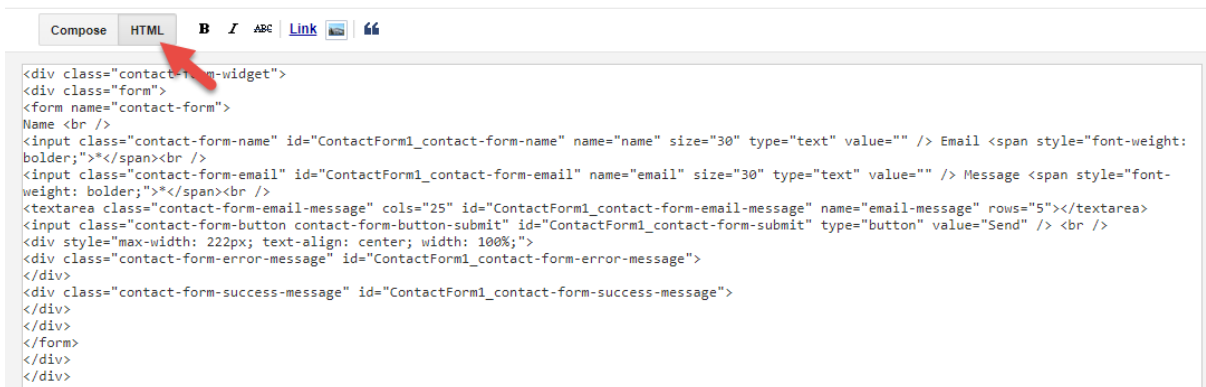 Compose HTML B I ABC Link
<div class="contact-form-widget">
<div class="form">
<form name="contact-form">
Name <br />
<input class="contact-form-name" id="ContactForm1_contact-form-name" name="name" size="30" type="text" value="" /> Email <span style="font-weight:
bolder;">*</span><br />
<input class="contact-form-email" id="ContactForm1_contact-form-email" name="email" size="30" type="text" value="" /> Message <span style="font-
weight: bolder;">*</span><br />
<textarea class="contact-form-email-message" cols="25" id="ContactForm1_contact-form-email-message" name="email-message" rows="5"></textarea>
<input class="contact-form-button contact-form-button-submit" id="ContactForm1_contact-form-submit" type="button" value="Send" /> <br />
<div style="max-width: 222px; text-align: center; width: 100%;">
<div class="contact-form-error-message" id="ContactForm1_contact-form-error-message">
</div>
<div class="contact-form-success-message" id="ContactForm1_contact-form-success-message">
</div>
</div>
</form>
</div>
</div>